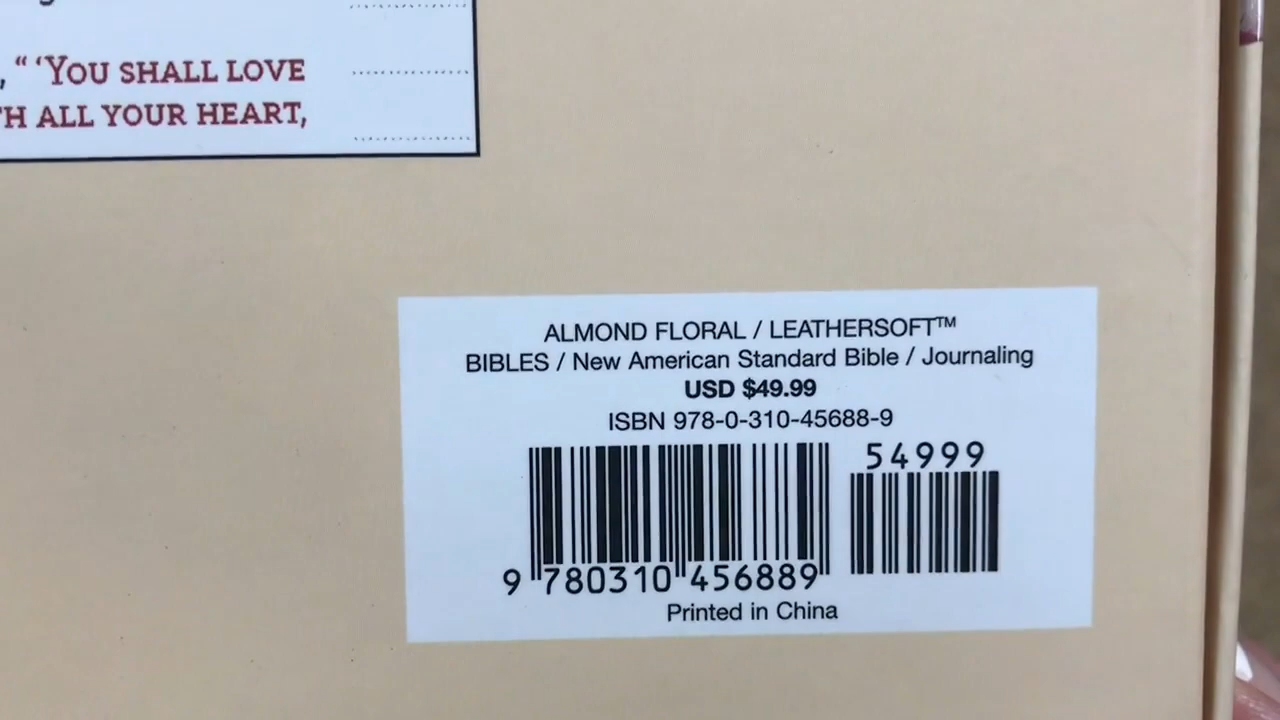 , “ ‘YOU SHALL LOVE
TH ALL YOUR HEART,
ALMOND FLORAL / LEATHERSOFT™
BIBLES / New American Standard Bible / Journaling
USD $49.99
ISBN 978-0-310-45688-9
54999
9 780310 456889
Printed in China